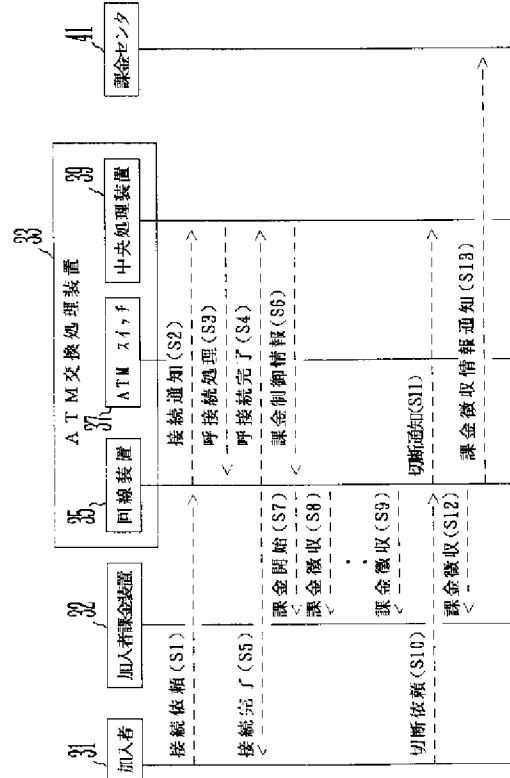 33
ATM交換処理装置
31
32
35
37
39
41
加入者
加入者課金装置
回線装置
ATM スイッチ
中央処理装置
課金センタ
接続依頼(S1)
接続通知(S2)
呼接続処理(S3)
呼接続完了(S4)
接続完了(S5)
課金制御情報(S6)
課金開始(S7)
課金徴収(S8)
・・
課金徴収(S9)
切断依頼(S10)
切断通知(S11)
課金徴収(S12)
課金徴収情報通知(S13)